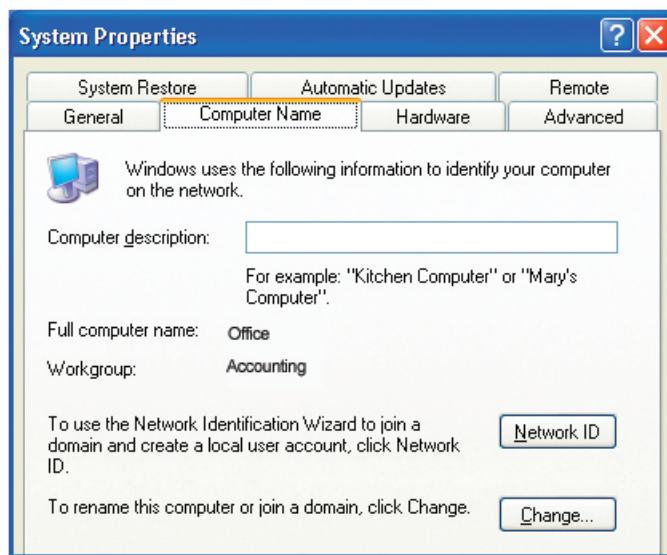 System Properties
?
System Restore
Automatic Updates
Remote
General
Computer Name
Hardware
Advanced
Windows uses the following information to identify your computer
on the network.
Computer description:
For example: "Kitchen Computer" or "Mary's
Computer".
Full computer name: Office
Workgroup: Accounting
To use the Network Identification Wizard to join a
domain and create a local user account, click Network
ID.
Network ID
To rename this computer or join a domain, click Change.
Change...